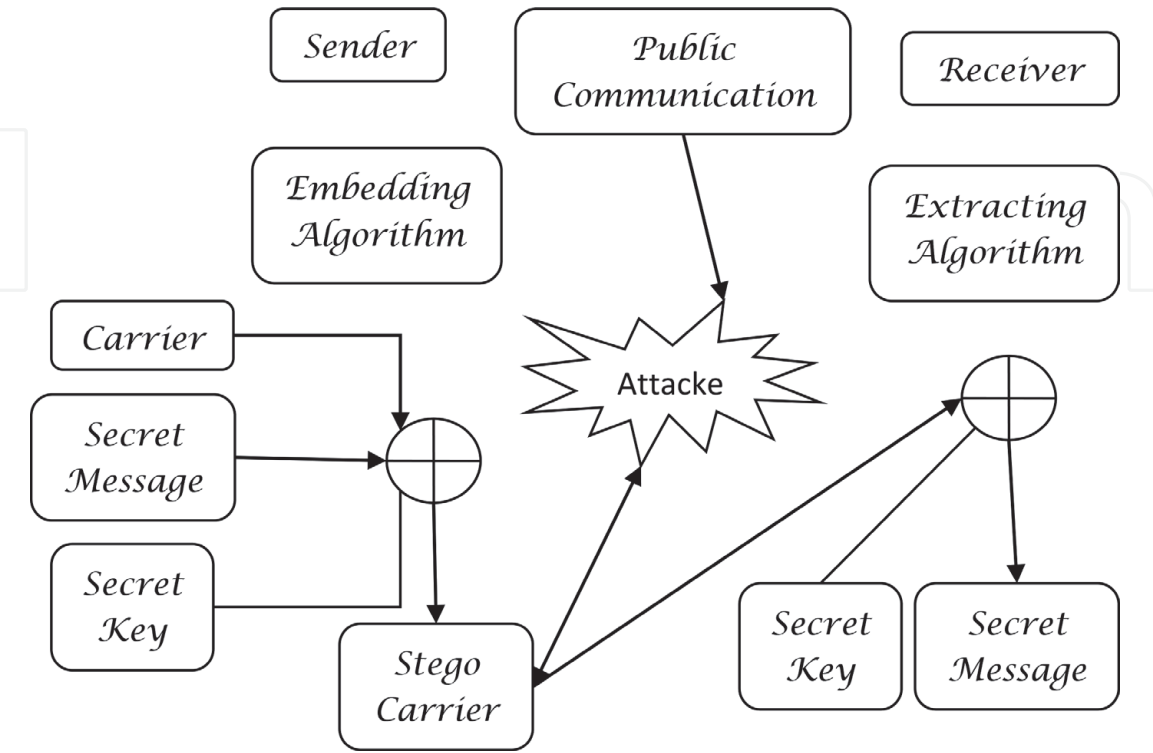 Sender
Public
Communication
Receiver
Embedding
Algorithm
Extracting
Algorithm
Carrier
Attacke
Secret
Message
Secret
Key
Stego
Carrier
Secret
Key
Secret
Message